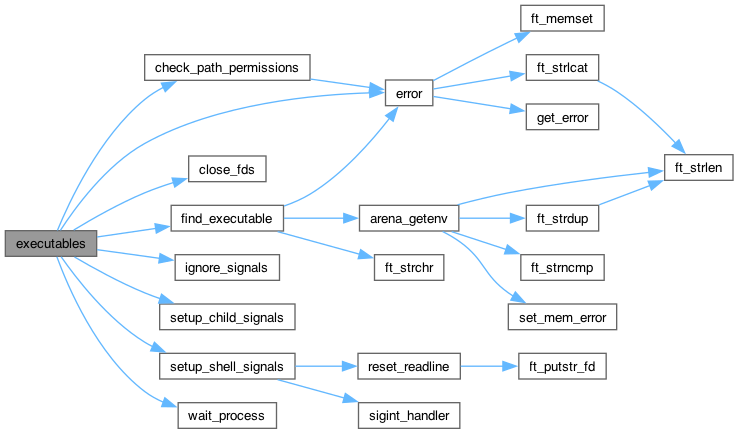 executables
check_path_permissions
close_fds
find_executable
ignore_signals
setup_child_signals
setup_shell_signals
wait_process
error
arena_getenv
ft_strchr
reset_readline
sigint_handler
ft_memset
ft_strlcat
get_error
ft_strdup
ft_strncmp
set_mem_error
ft_putstr_fd
ft_strlen